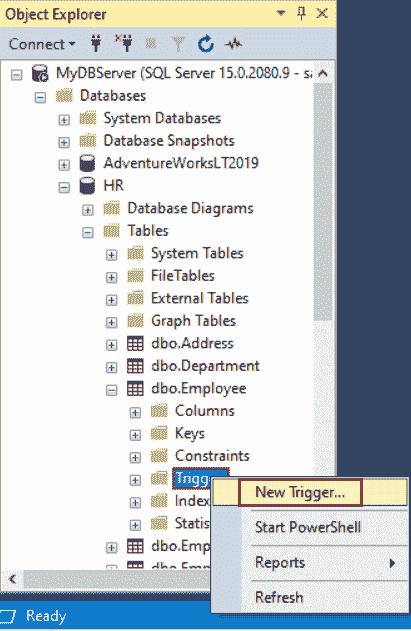 Object Explorer
Connect
MyDBServer (SQL Server 15.0.2080.9 - sa
Databases
System Databases
Database Snapshots
AdventureWorksLT2019
HR
Database Diagrams
Tables
System Tables
FileTables
External Tables
Graph Tables
dbo.Address
dbo.Department
dbo.Employee
Columns
Keys
Constraints
Trigg
New Trigger...
Index
Start PowerShell
Statis
dbo.Emp
Reports
dbo.Emp
Refresh
Ready